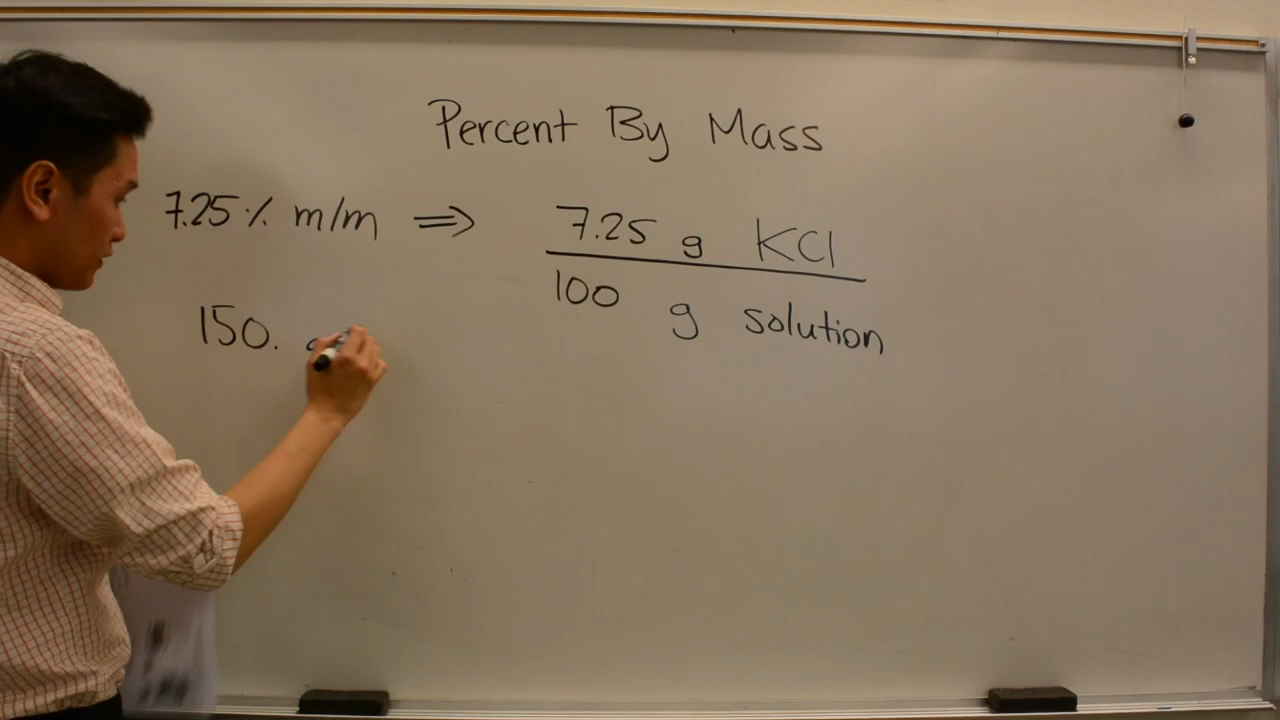 Percent By Mass
7.25% m/m ⇒ 7.25 g KCl
100 g solution
150.